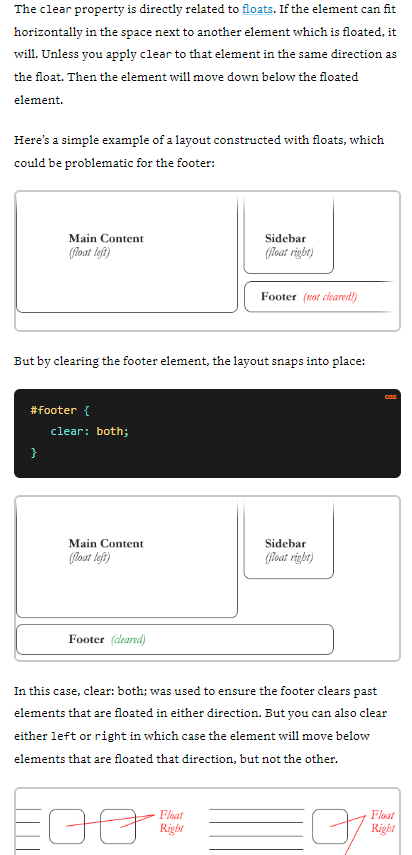 The clear property is directly related to floats. If the element can fit
horizontally in the space next to another element which is floated, it
will. Unless you apply clear to that element in the same direction as
the float. Then the element will move down below the floated
element.
Here's a simple example of a layout constructed with floats, which
could be problematic for the footer:
Main Content
(float left)
Sidebar
(float right)
Footer (not cleared!)
But by clearing the footer element, the layout snaps into place:
CSS
#footer {
clear: both;
}
Main Content
(float left)
Sidebar
(float right)
Footer (cleared)
In this case, clear: both; was used to ensure the footer clears past
elements that are floated in either direction. But you can also clear
either left or right in which case the element will move below
elements that are floated that direction, but not the other.
Float
Right
Float
Right